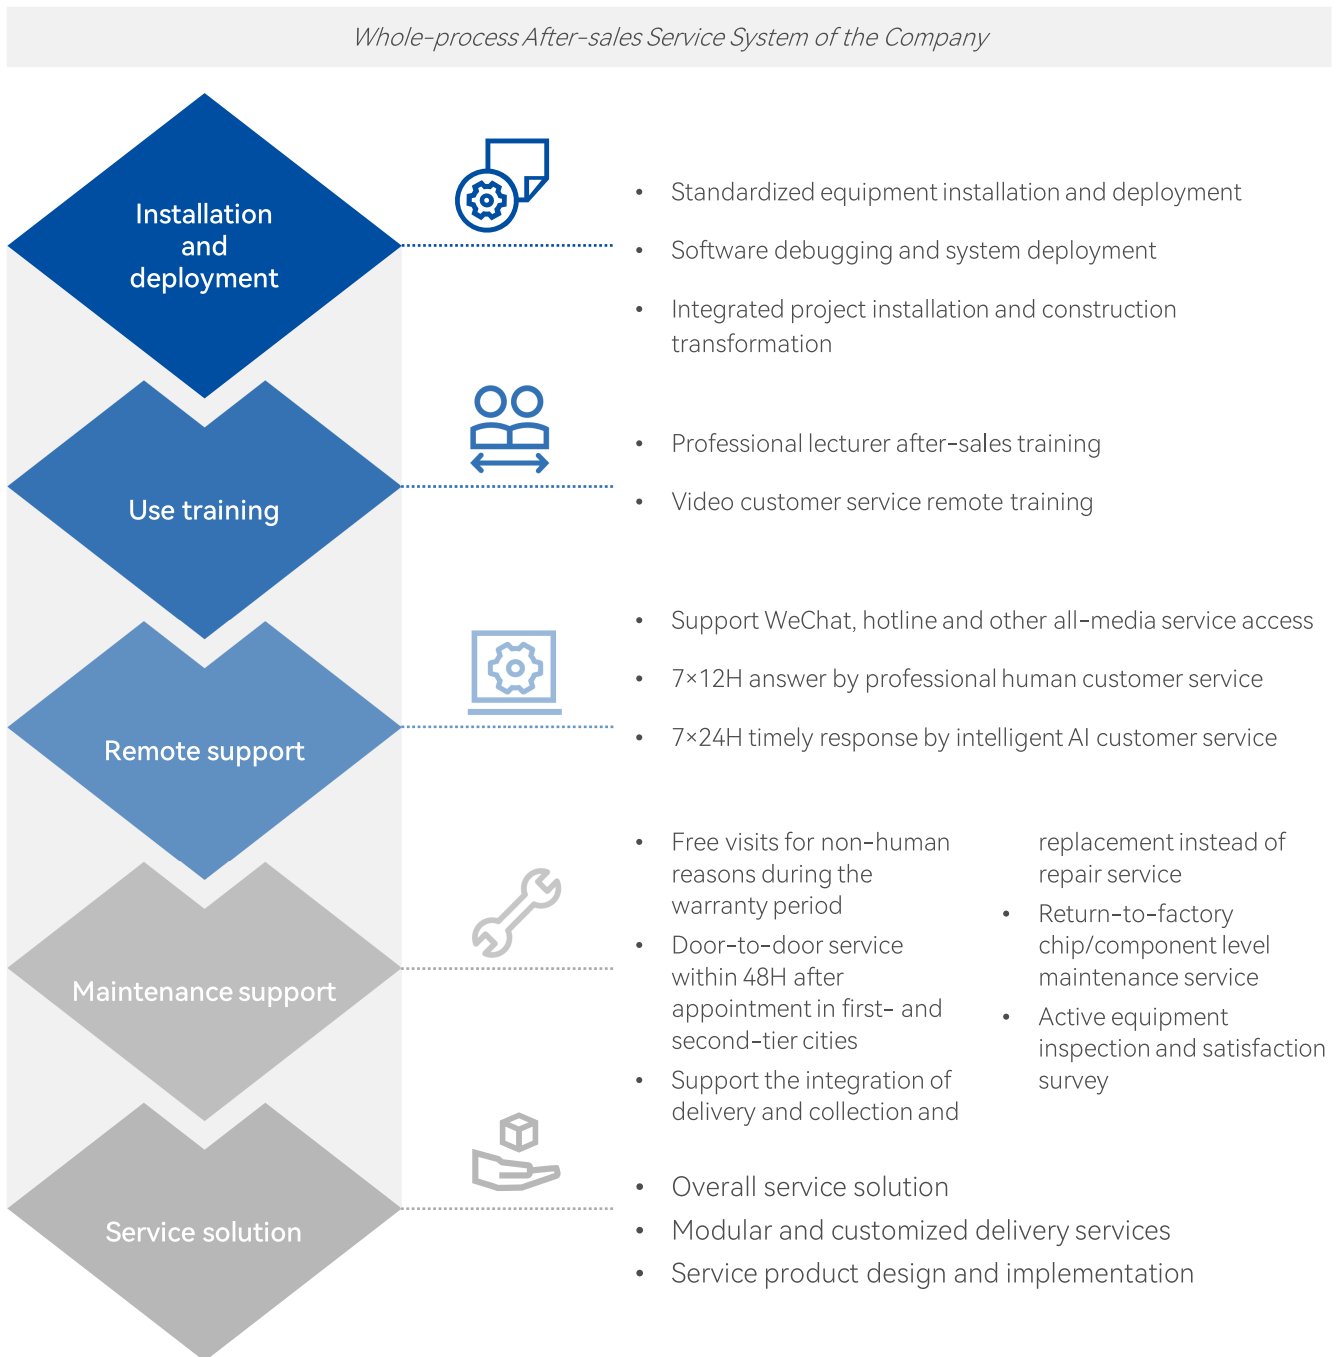 Whole-process After-sales Service System of the Company
Installation
and
deployment
• Standardized equipment installation and deployment
• Software debugging and system deployment
• Integrated project installation and construction
transformation
Use training
• Professional lecturer after-sales training
• Video customer service remote training
Remote support
• Support WeChat, hotline and other all-media service access
• 7×12H answer by professional human customer service
• 7×24H timely response by intelligent AI customer service
Maintenance support
• Free visits for non-human
reasons during the
warranty period
• Door-to-door service
within 48H after
appointment in first- and
second-tier cities
• Support the integration of
delivery and collection and
replacement instead of
repair service
• Return-to-factory
chip/component level
maintenance service
• Active equipment
inspection and satisfaction
survey
Service solution
• Overall service solution
• Modular and customized delivery services
• Service product design and implementation